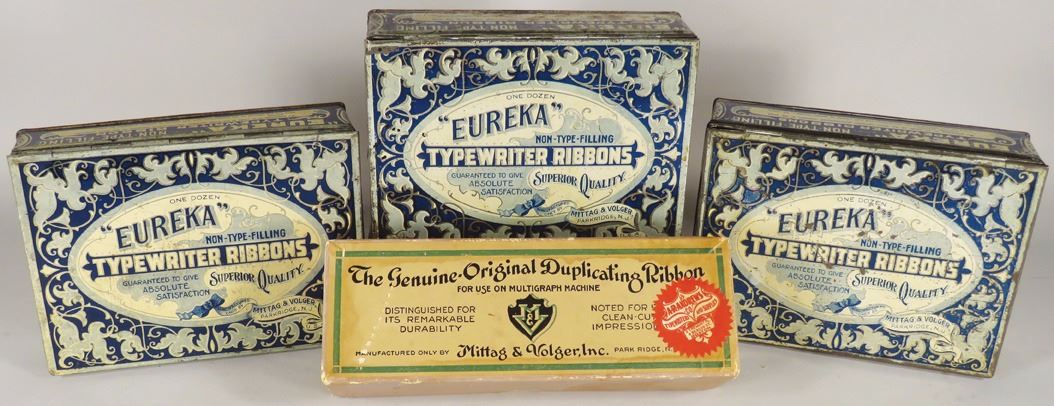 ONE DOZEN
"EUREKA"
NON-TYPE-FILLING
TYPEWRITER RIBBONS
GUARANTEED TO GIVE
ABSOLUTE
SATISFACTION
SUPERIOR QUALITY.
MITTAG & VOLGER,
PARKRIDGE, N.J.
ONE DOZEN
"EUREKA"
NON-TYPE-FILLING
TYPEWRITER RIBBONS
GUARANTEED TO GIVE
ABSOLUTE
SATISFACTION
SUPERIOR QUALITY.
MITTAG & VOLGER,
PARKRIDGE, N.J.
ONE DOZEN
"EUREKA"
NON-TYPE-FILLING
TYPEWRITER RIBBONS
GUARANTEED TO GIVE
ABSOLUTE
SATISFACTION
SUPERIOR QUALITY.
MITTAG & VOLGER,
PARKRIDGE, N.J.
The Genuine-Original Duplicating Ribbon
FOR USE ON MULTIGRAPH MACHINE
DISTINGUISHED FOR
ITS REMARKABLE
DURABILITY
NOTED FOR
CLEAN-CUT
IMPRESSIO
MANUFACTURED ONLY BY Mittag & Volger, Inc. PARK RIDGE,